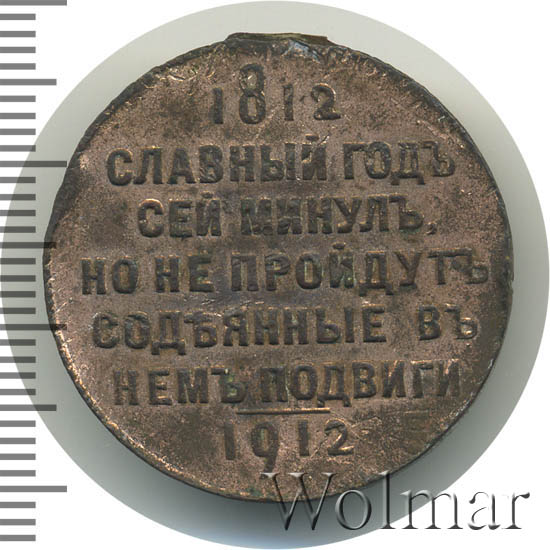 1812
СЛАВНЫЙ ГОДЪ
СЕЙ МИНУЛЪ,
НО НЕ ПРОЙДУТЪ
СОДѢЯННЫЕ ВЪ
НЕМЪ ПОДВИГИ
1912
Wolmar